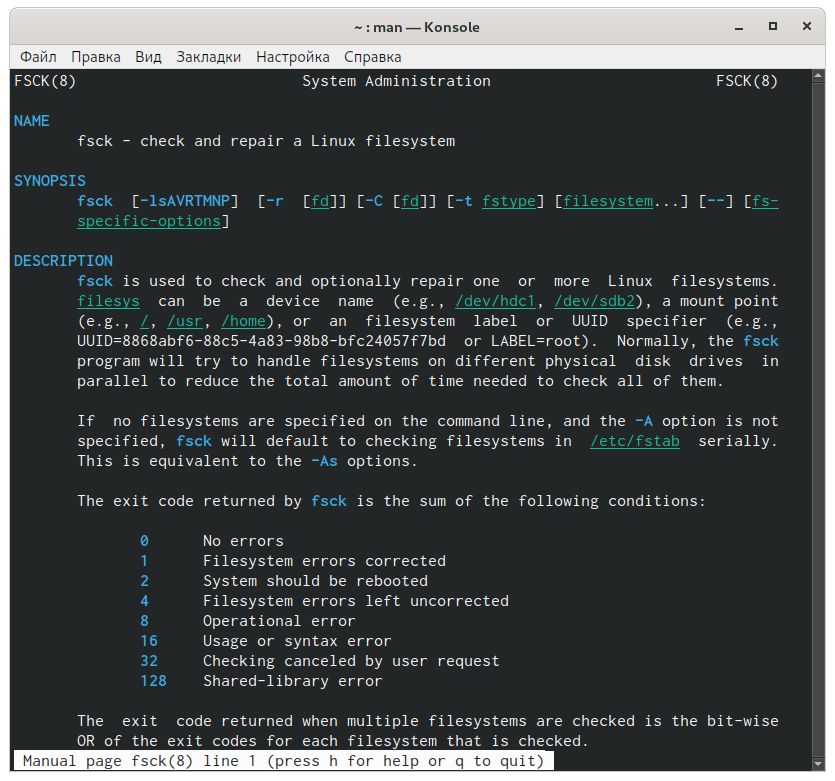 ~ : man — Konsole
Файл Правка Вид Закладки Настройка Справка
FSCK(8) System Administration FSCK(8)
NAME
fsck - check and repair a Linux filesystem
SYNOPSIS
fsck [-lsAVRTMNP] [-r [fd]] [-C [fd]] [-t fstype] [filesystem...] [--] [fs-
specific-options]
DESCRIPTION
fsck is used to check and optionally repair one or more Linux filesystems.
filesys can be a device name (e.g., /dev/hdc1, /dev/sdb2), a mount point
(e.g., /, /usr, /home), or an filesystem label or UUID specifier (e.g.,
UUID=8868abf6-88c5-4a83-98b8-bfc24057f7bd or LABEL=root). Normally, the fsck
program will try to handle filesystems on different physical disk drives in
parallel to reduce the total amount of time needed to check all of them.
If no filesystems are specified on the command line, and the -A option is not
specified, fsck will default to checking filesystems in /etc/fstab serially.
This is equivalent to the -As options.
The exit code returned by fsck is the sum of the following conditions:
0 No errors
1 Filesystem errors corrected
2 System should be rebooted
4 Filesystem errors left uncorrected
8 Operational error
16 Usage or syntax error
32 Checking canceled by user request
128 Shared-library error
The exit code returned when multiple filesystems are checked is the bit-wise
OR of the exit codes for each filesystem that is checked.
Manual page fsck(8) line 1 (press h for help or q to quit)